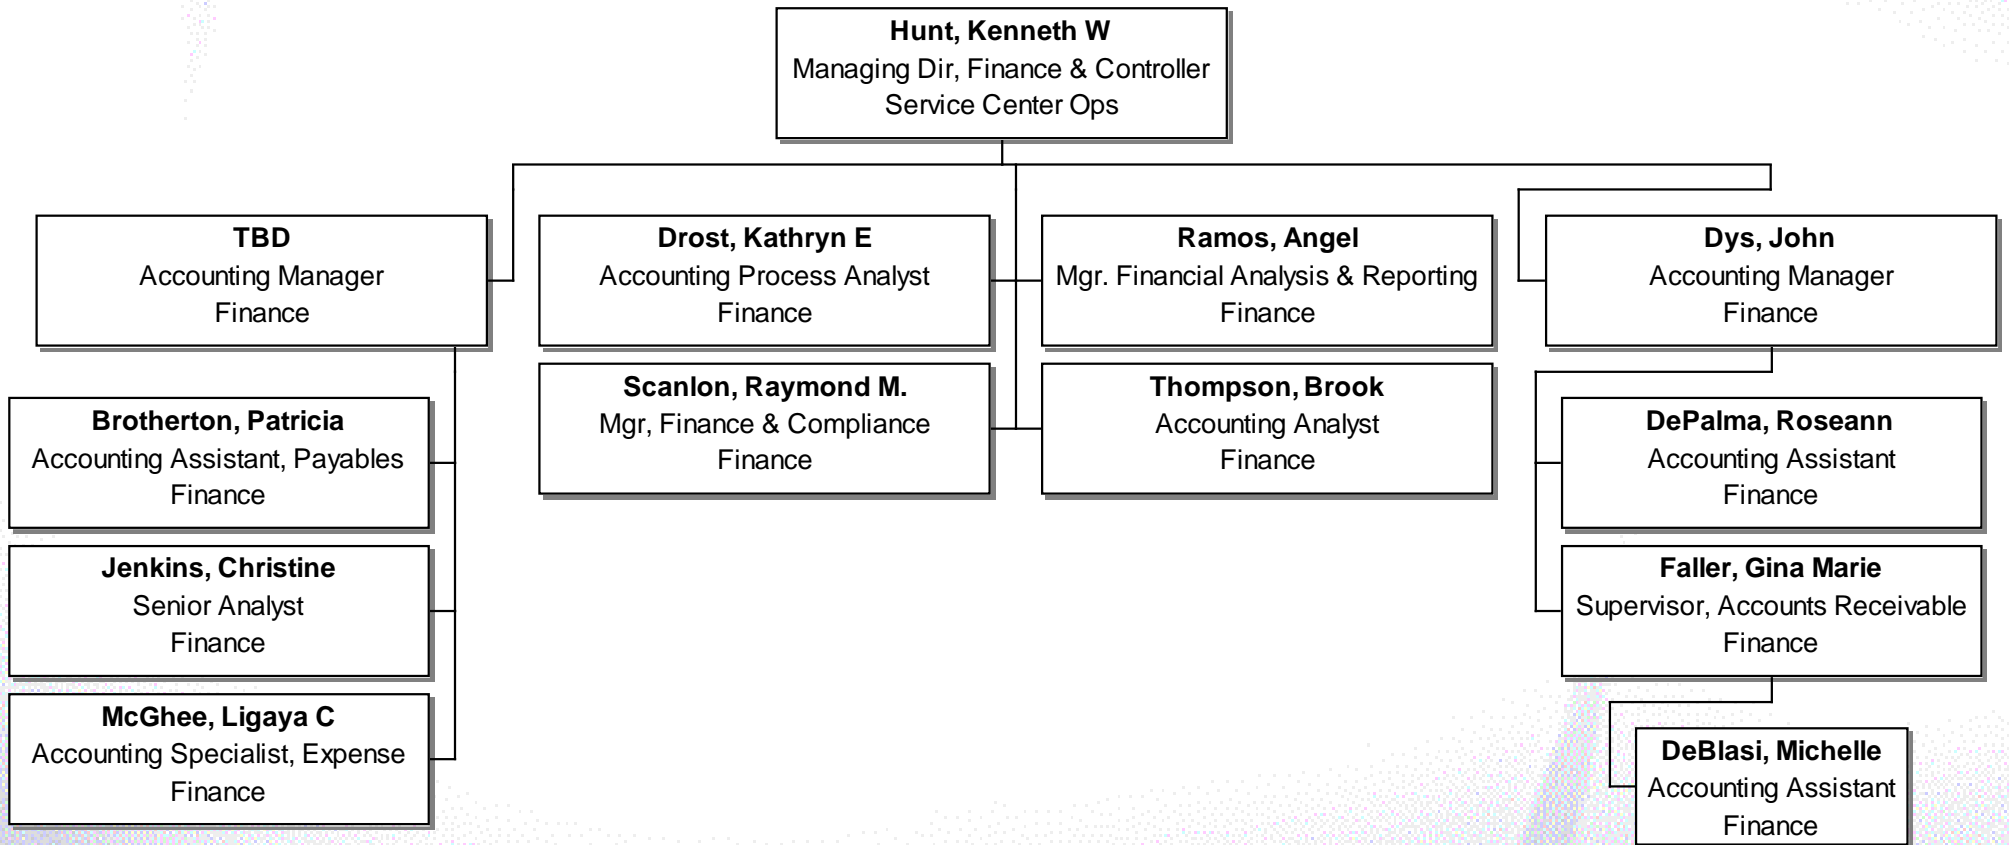 Hunt, Kenneth W
Managing Dir, Finance & Controller
Service Center Ops
TBD
Accounting Manager
Finance
Drost, Kathryn E
Accounting Process Analyst
Finance
Ramos, Angel
Mgr. Financial Analysis & Reporting
Finance
Dys, John
Accounting Manager
Finance
Scanlon, Raymond M.
Mgr, Finance & Compliance
Finance
Thompson, Brook
Accounting Analyst
Finance
Brotherton, Patricia
Accounting Assistant, Payables
Finance
Jenkins, Christine
Senior Analyst
Finance
McGhee, Ligaya C
Accounting Specialist, Expense
Finance
DePalma, Roseann
Accounting Assistant
Finance
Faller, Gina Marie
Supervisor, Accounts Receivable
Finance
DeBlasi, Michelle
Accounting Assistant
Finance